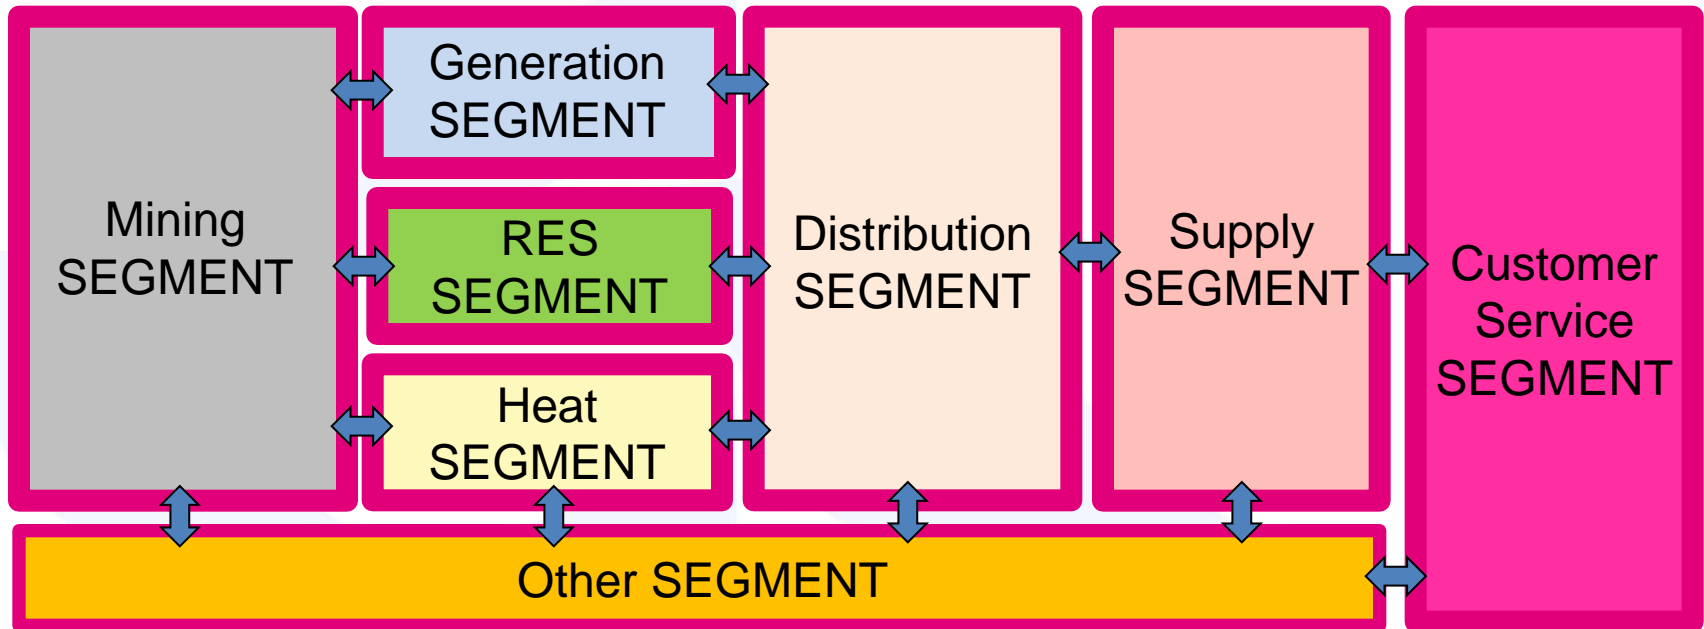 Mining
SEGMENT
Generation
SEGMENT
RES
SEGMENT
Heat
SEGMENT
Distribution
SEGMENT
Supply
SEGMENT
Customer
Service
SEGMENT
Other SEGMENT